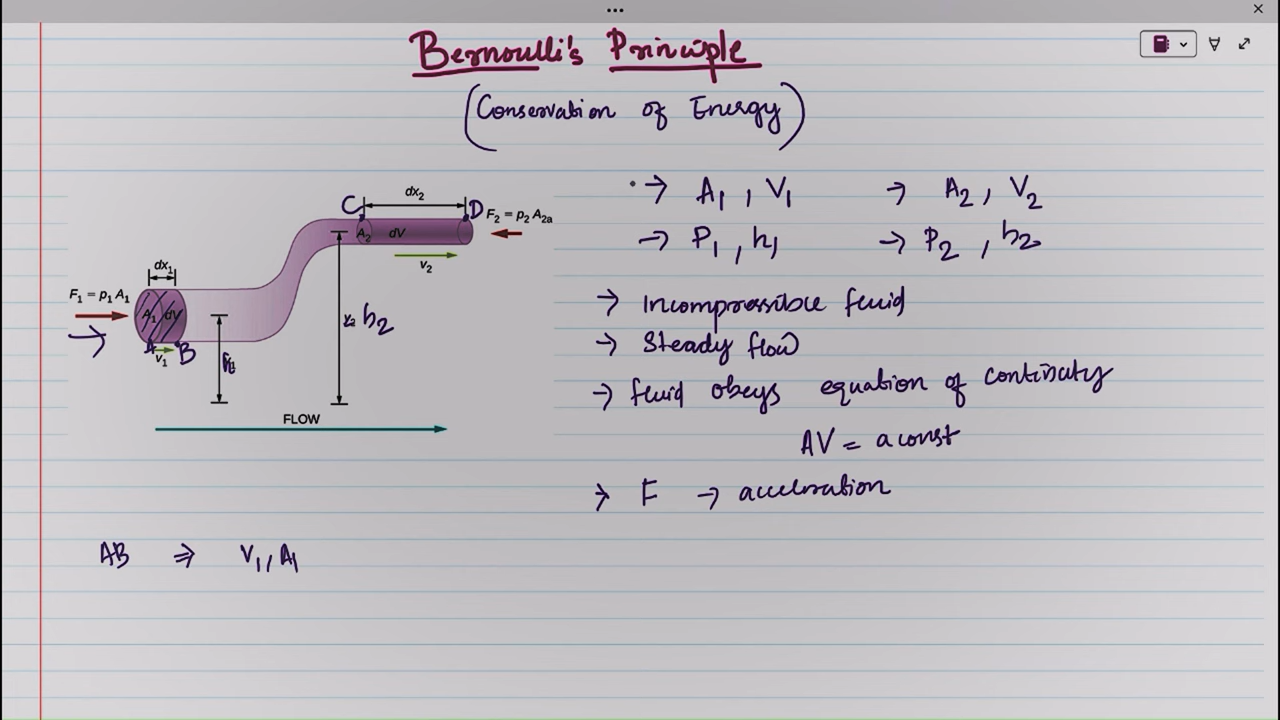 Bernoulli's Principle
(Conservation of Energy)
dx₂
C D F₂ = p₂ A₂ₐ
A₂ dV
v₂
dx₁
F₁ = p₁ A₁
A₁ dV
A B
v₁
h₂
FLOW
→ A₁ , V₁ → A₂, V₂
→ P₁ , h₁ → P₂ , h₂
→ Incompressible fluid
→ Steady flow
→ fluid obeys equation of continuty
AV = a const
→ F → acceleration
AB ⇒ V₁, A₁